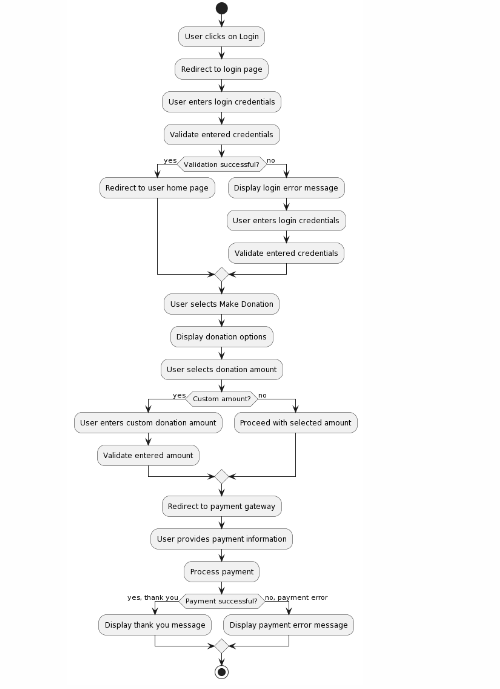 User clicks on Login
Redirect to login page
User enters login credentials
Validate entered credentials
yes
Validation successful?
no
Redirect to user home page
Display login error message
User enters login credentials
Validate entered credentials
User selects Make Donation
Display donation options
User selects donation amount
yes
Custom amount?
no
User enters custom donation amount
Proceed with selected amount
Validate entered amount
Redirect to payment gateway
User provides payment information
Process payment
yes, thank you
Payment successful?
no, payment error
Display thank you message
Display payment error message